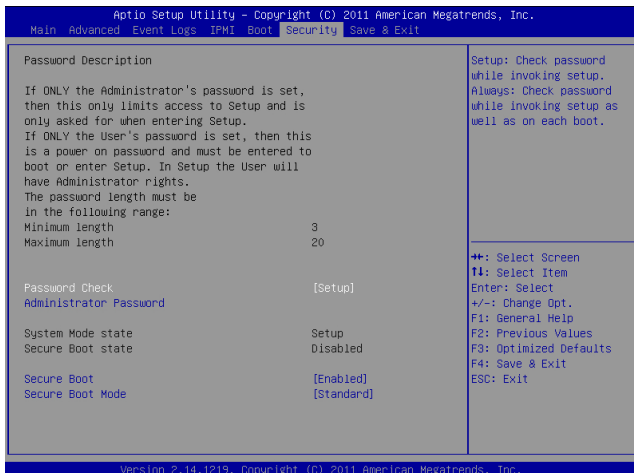 Aptio Setup Utility – Copyright (C) 2011 American Megatrends, Inc.
Main Advanced Event Logs IPMI Boot Security Save & Exit
Password Description
If ONLY the Administrator's password is set,
then this only limits access to Setup and is
only asked for when entering Setup.
If ONLY the User's password is set, then this
is a power on password and must be entered to
boot or enter Setup. In Setup the User will
have Administrator rights.
The password length must be
in the following range:
Minimum length 3
Maximum length 20
Password Check [Setup]
Administrator Password
System Mode state Setup
Secure Boot state Disabled
Secure Boot [Enabled]
Secure Boot Mode [Standard]
Setup: Check password
while invoking setup.
Always: Check password
while invoking setup as
well as on each boot.
→←: Select Screen
↑↓: Select Item
Enter: Select
+/-: Change Opt.
F1: General Help
F2: Previous Values
F3: Optimized Defaults
F4: Save & Exit
ESC: Exit
Version 2.14.1219. Copyright (C) 2011 American Megatrends, Inc.